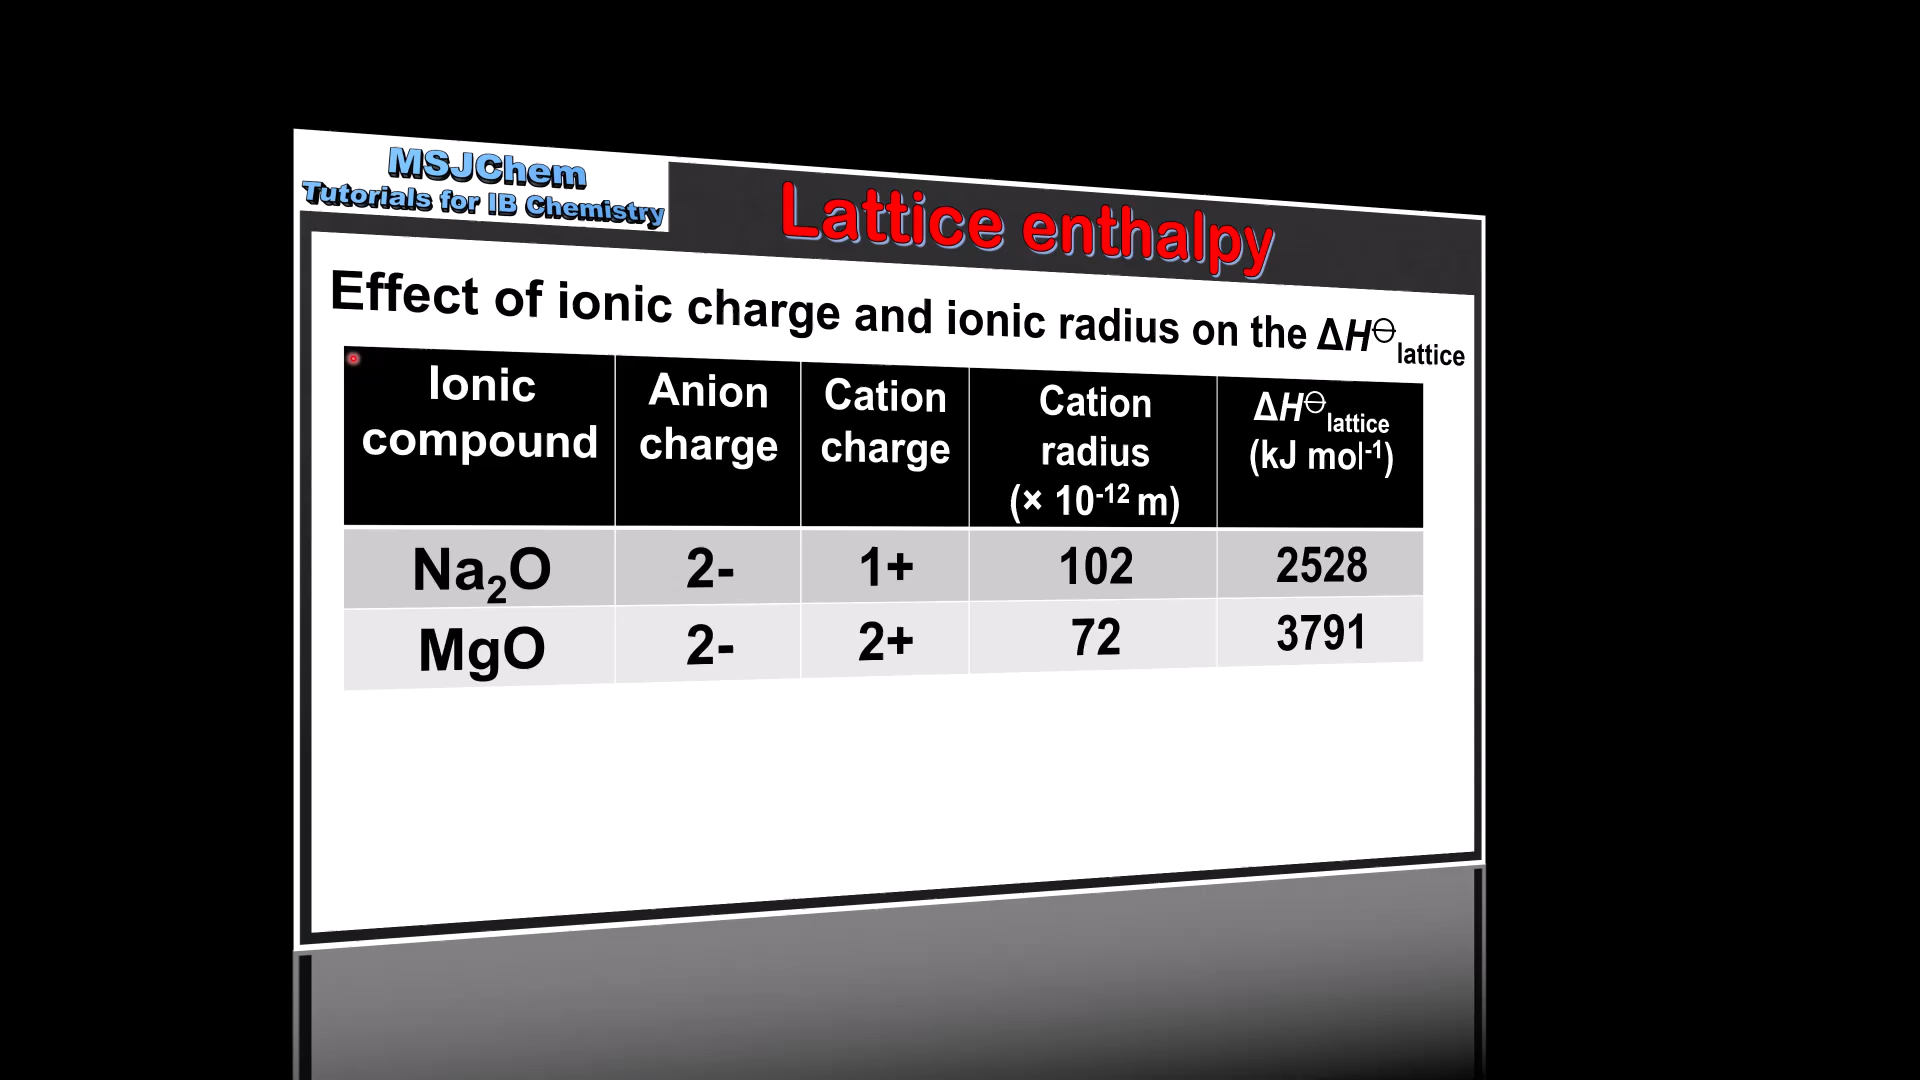 MSJChem
Tutorials for IB Chemistry
Lattice enthalpy
Effect of ionic charge and ionic radius on the ΔH⦵lattice
Ionic compound
Anion charge
Cation charge
Cation radius (× 10⁻¹² m)
ΔH⦵lattice (kJ mol⁻¹)
Na₂O 2- 1+ 102 2528
MgO 2- 2+ 72 3791